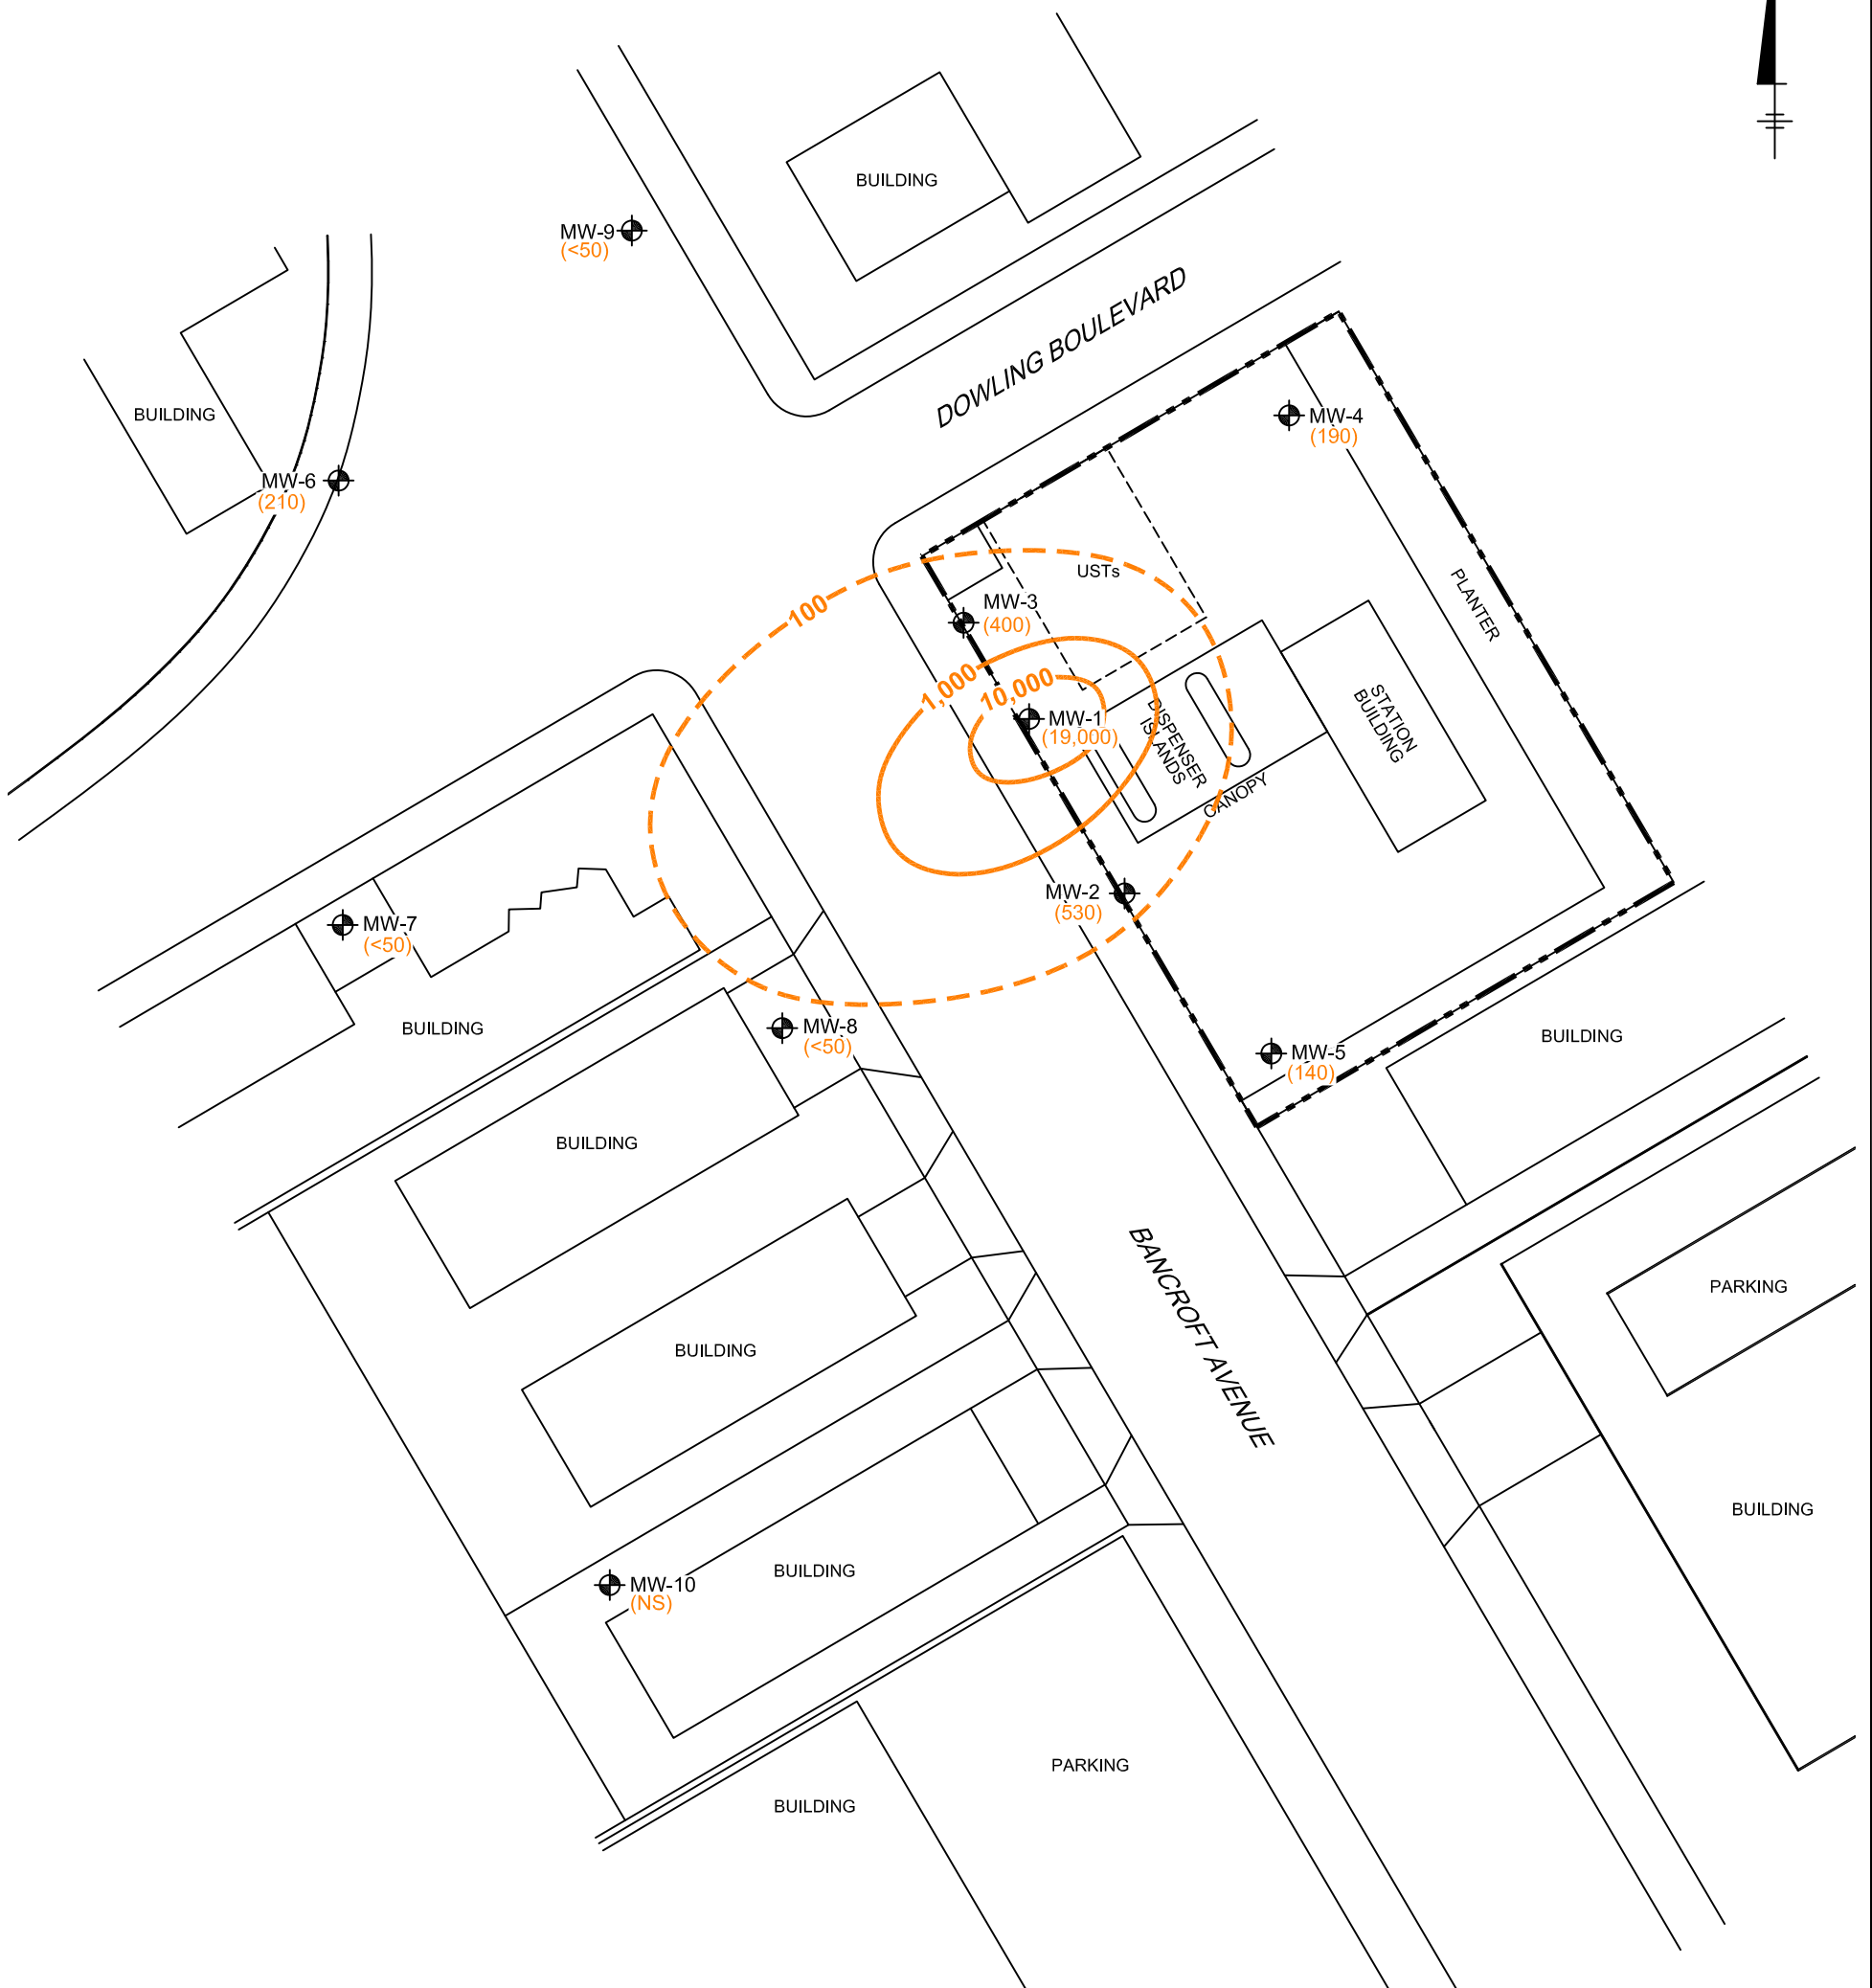 BUILDING
MW-9
(<50)
DOWLING BOULEVARD
BUILDING
MW-4
(190)
MW-6
(210)
USTs
PLANTER
100
MW-3
(400)
1,000
10,000
MW-1
(19,000)
DISPENSER
ISLANDS
STATION
BUILDING
CANOPY
MW-2
(530)
MW-7
(<50)
BUILDING
MW-8
(<50)
BUILDING
MW-5
(140)
BUILDING
BANCROFT AVENUE
PARKING
BUILDING
BUILDING
MW-10
(NS)
BUILDING
PARKING
BUILDING